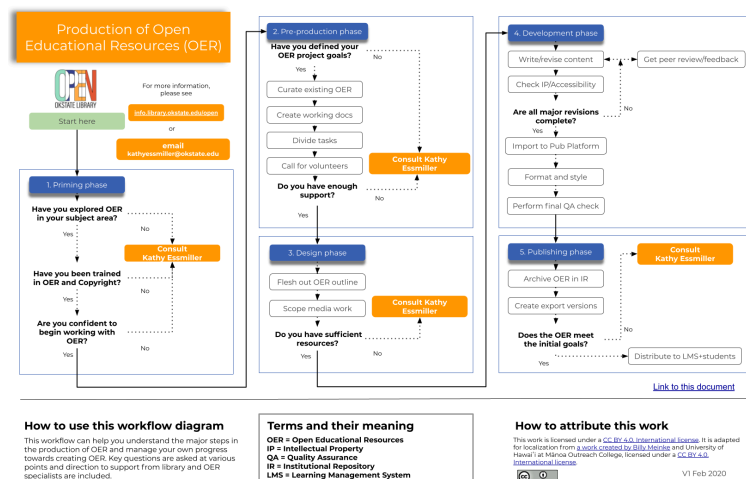 Production of Open
Educational Resources (OER)
OPEN
OKSTATE LIBRARY
For more information,
please see
info.library.okstate.edu/open
or
email
kathyessmiller@okstate.edu
Start here
1. Priming phase
Have you explored OER
in your subject area?
Yes
No
Consult
Kathy Essmiller
Have you been trained
in OER and Copyright?
Yes
No
Are you confident to
begin working with
OER?
Yes
No
2. Pre-production phase
Have you defined your
OER project goals?
Yes
No
Curate existing OER
Create working docs
Divide tasks
Call for volunteers
Consult Kathy
Essmiller
Do you have enough
support?
Yes
No
3. Design phase
Flesh out OER outline
Scope media work
Consult Kathy
Essmiller
Do you have sufficient
resources?
Yes
No
4. Development phase
Write/revise content
Get peer review/feedback
Check IP/Accessibility
Are all major revisions
complete?
No
Yes
Import to Pub Platform
Format and style
Perform final QA check
5. Publishing phase
Consult
Kathy Essmiller
Archive OER in IR
Create export versions
Does the OER meet
the initial goals?
No
Yes
Distribute to LMS+students
Link to this document
How to use this workflow diagram
This workflow can help you understand the major steps in
the production of OER and manage your own progress
towards creating OER. Key questions are asked at various
points and direction to support from library and OER
specialists are included.
Terms and their meaning
OER = Open Educational Resources
IP = Intellectual Property
QA = Quality Assurance
IR = Institutional Repository
LMS = Learning Management System
How to attribute this work
This work is licensed under a CC BY 4.0. International license. It is adapted
for localization from a work created by Billy Meinke and University of
Hawai'i at Mānoa Outreach College, licensed under a CC BY 4.0.
International license.
cc
V1 Feb 2020